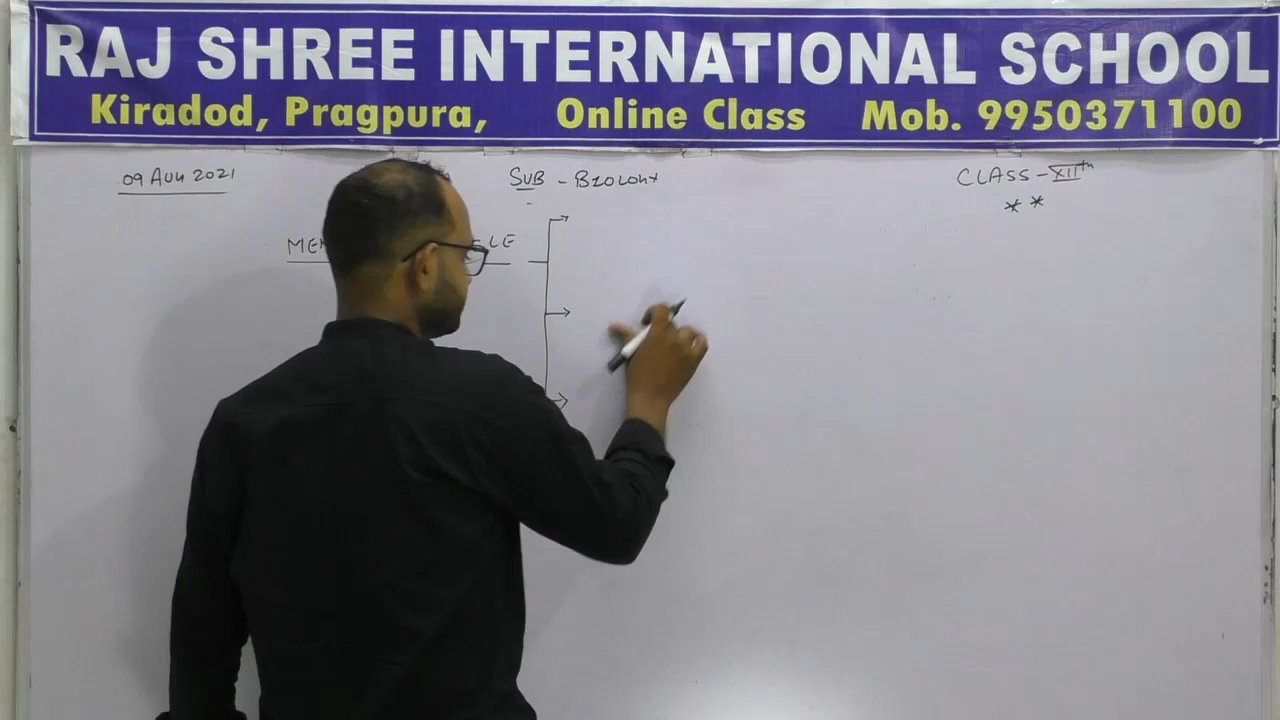 RAJ SHREE INTERNATIONAL SCHOOL
Kiradod, Pragpura, Online Class Mob. 9950371100
09 AUG 2021 SUB - BIOLOGY CLASS - XIIth
* *